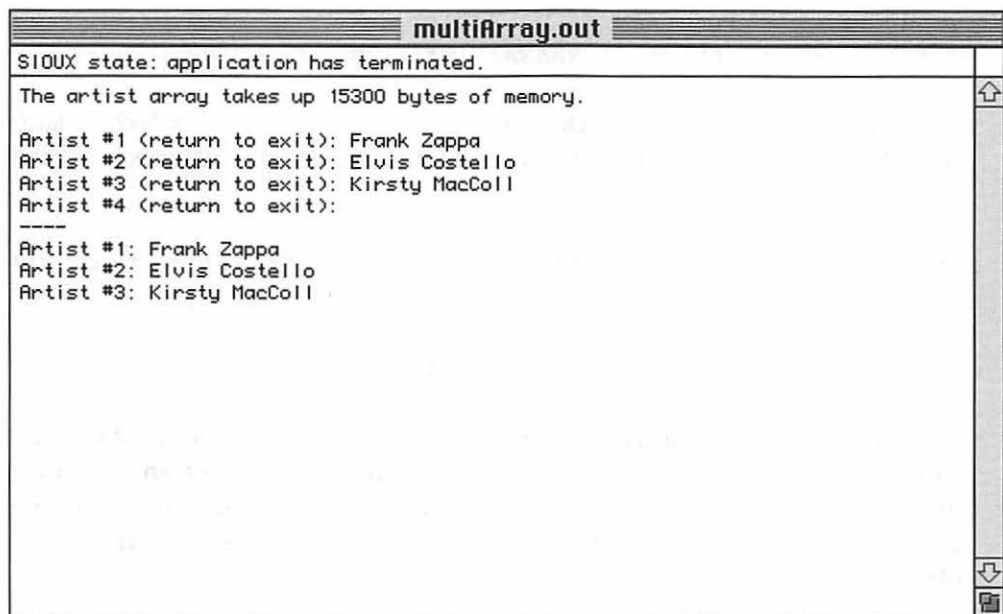 multiArray.out
SIOUX state: application has terminated.
The artist array takes up 15300 bytes of memory.
Artist #1 (return to exit): Frank Zappa
Artist #2 (return to exit): Elvis Costello
Artist #3 (return to exit): Kirsty MacColl
Artist #4 (return to exit):
----
Artist #1: Frank Zappa
Artist #2: Elvis Costello
Artist #3: Kirsty MacColl